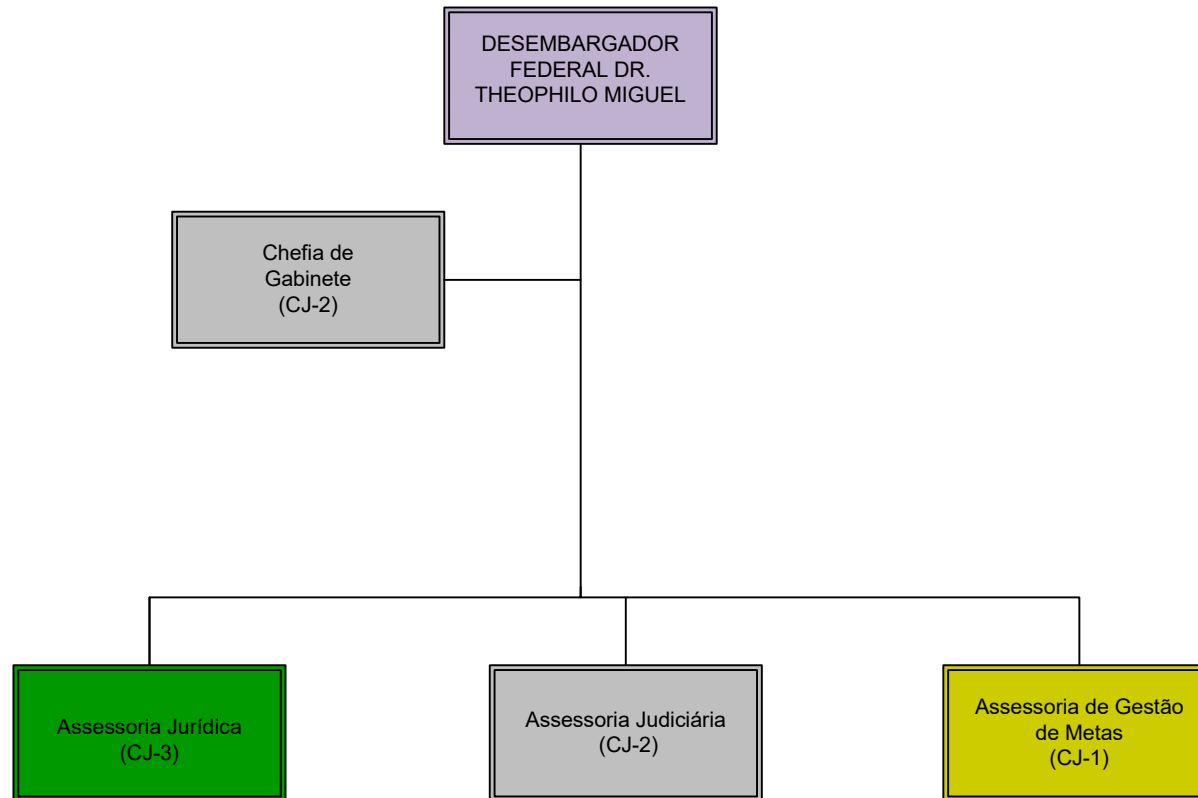 DESEMBARGADOR
FEDERAL DR.
THEOPHILO MIGUEL
Chefia de
Gabinete
(CJ-2)
Assessoria Jurídica
(CJ-3)
Assessoria Judiciária
(CJ-2)
Assessoria de Gestão
de Metas
(CJ-1)